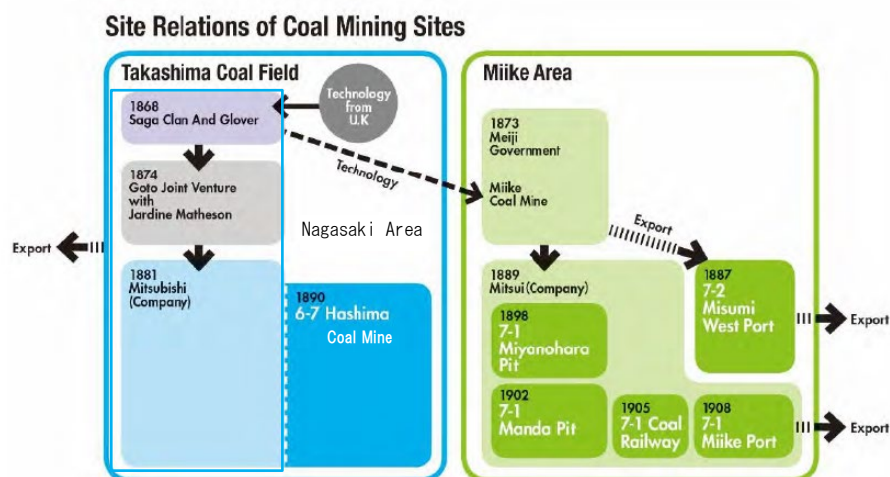 Site Relations of Coal Mining Sites
Takashima Coal Field
1868
Saga Clan And Glover
Technology
from
U.K
1874
Goto Joint Venture
with
Jardine Matheson
Technology
Nagasaki Area
Export
1881
Mitsubishi
(Company)
1890
6-7 Hashima
Coal Mine
Miike Area
1873
Meiji
Government
Miike
Coal Mine
Export
1889
Mitsui(Company)
1887
7-2
Misumi
West Port
Export
1898
7-1
Miyanohara
Pit
1902
7-1
Manda Pit
1905
7-1 Coal
Railway
1908
7-1
Miike Port
Export